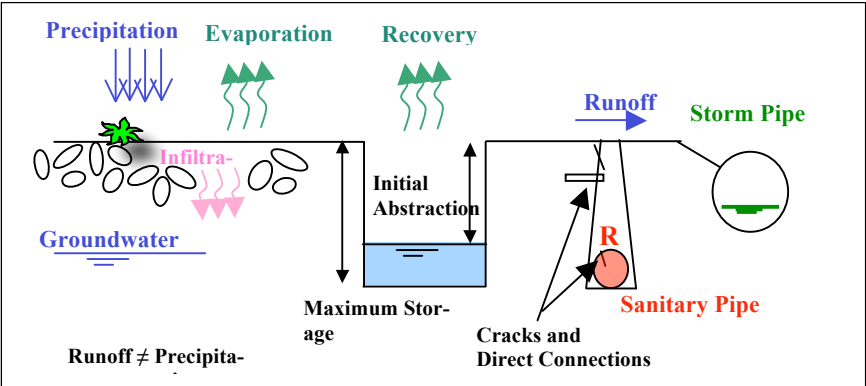 Precipitation
Evaporation
Recovery
Runoff
Storm Pipe
Infiltra-
Initial
Abstraction
Groundwater
R
Maximum Stor-
age
Sanitary Pipe
Cracks and
Direct Connections
Runoff ≠ Precipita-